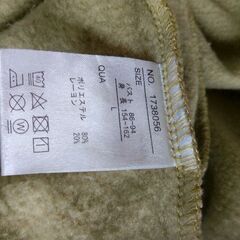 NO. 1738056
SIZE L
バスト 86-94
身長 154-162
QUA
ポリエステル 80%
レーヨン 20%